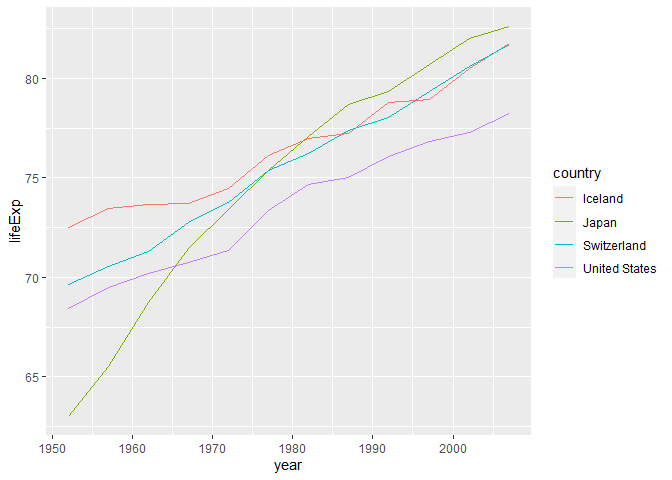 80
75
70
65
lifeExp
1950 1960 1970 1980 1990 2000
year
country
Iceland
Japan
Switzerland
United States